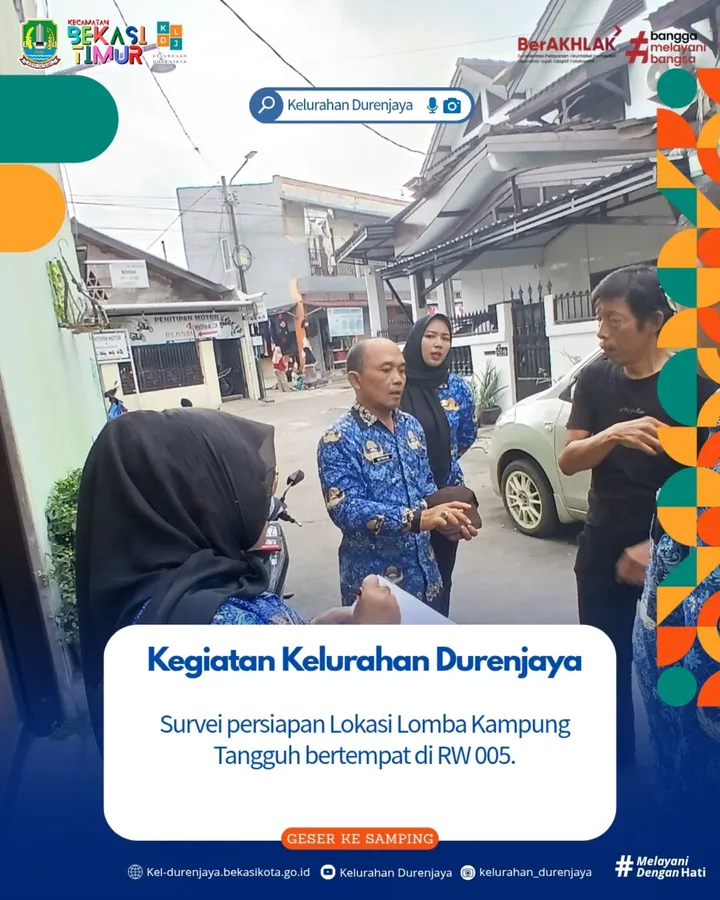 KECAMATAN
BEKASI
TIMUR
KELURAHAN
DURENJAYA
BerAKHLAK
#bangga
melayani
bangsa
Kelurahan Durenjaya
PENITIPAN MOTOR
Kegiatan Kelurahan Durenjaya
Survei persiapan Lokasi Lomba Kampung
Tangguh bertempat di RW 005.
GESER KE SAMPING
Kel-durenjaya.bekasikota.go.id
Kelurahan Durenjaya
kelurahan_durenjaya
#Melayani
Dengan Hati